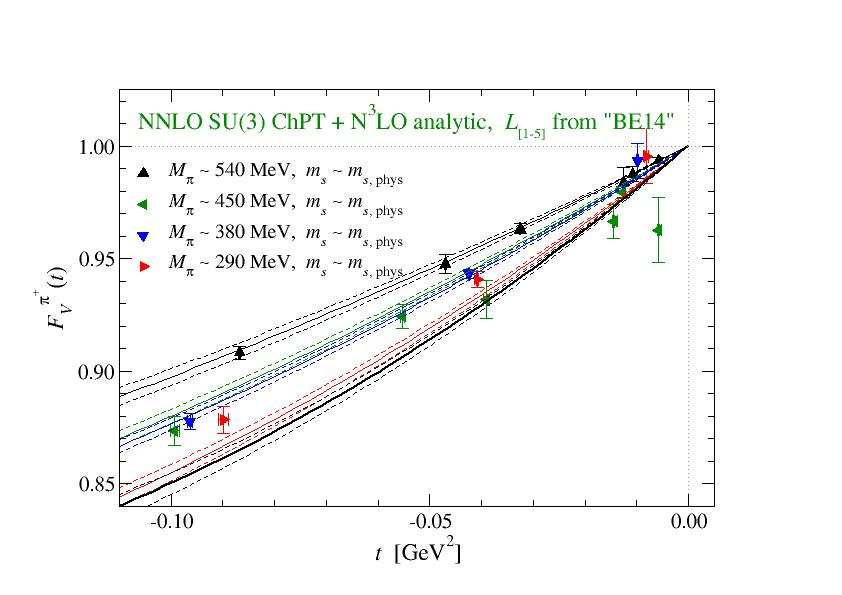 NNLO SU(3) ChPT + N³LO analytic, L[1-5] from "BE14"
1.00
Mπ ~ 540 MeV, ms ~ ms, phys
Mπ ~ 450 MeV, ms ~ ms, phys
Mπ ~ 380 MeV, ms ~ ms, phys
Mπ ~ 290 MeV, ms ~ ms, phys
0.95
FVπ+(t)
0.90
0.85
-0.10 -0.05 0.00
t [GeV²]